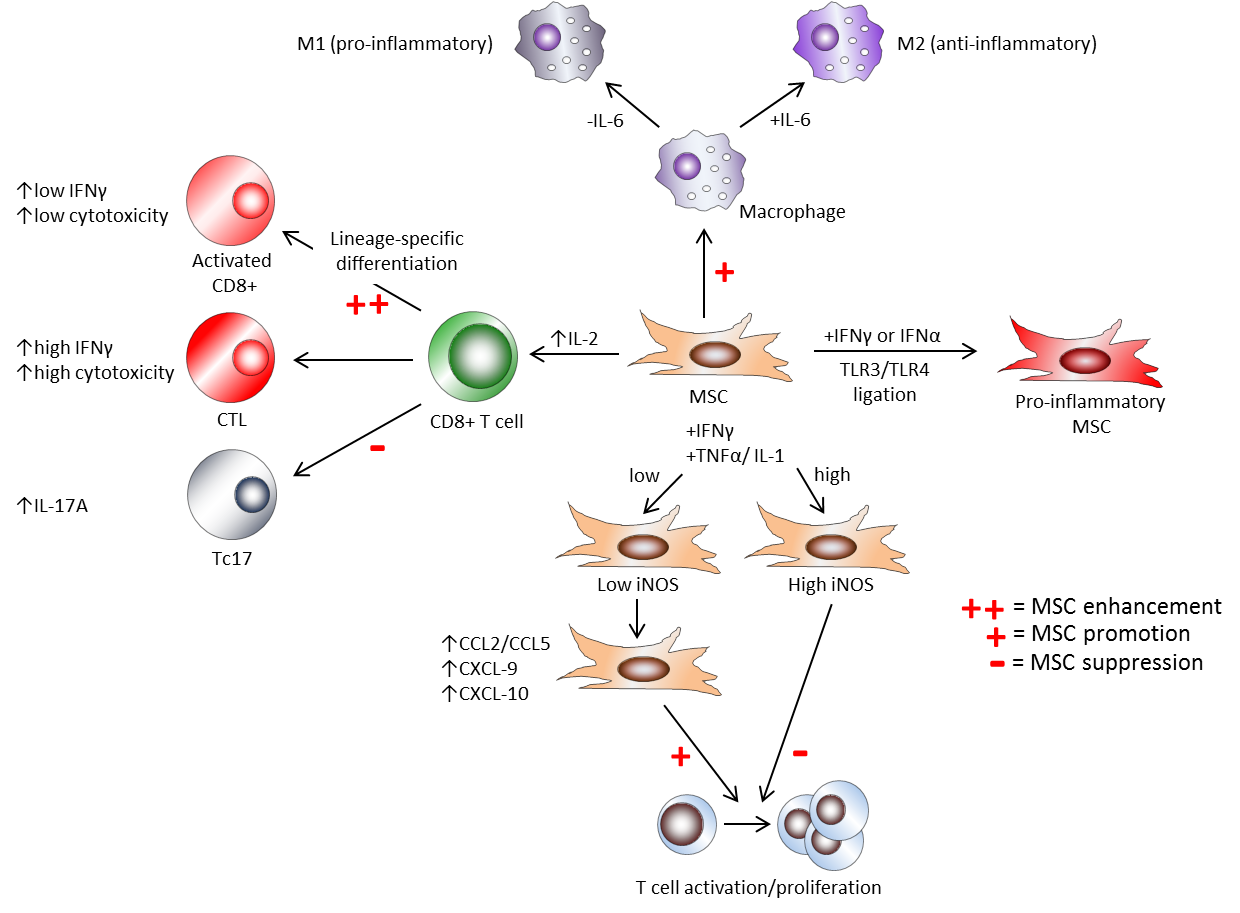 M1 (pro-inflammatory)
M2 (anti-inflammatory)
-IL-6
+IL-6
Macrophage
↑low IFNγ
↑low cytotoxicity
Activated
CD8+
Lineage-specific
differentiation
++
+
↑high IFNγ
↑high cytotoxicity
CTL
CD8+ T cell
↑IL-2
MSC
+IFNγ or IFNα
TLR3/TLR4
ligation
Pro-inflammatory
MSC
-
↑IL-17A
Tc17
+IFNγ
+TNFα/ IL-1
low
high
Low iNOS
High iNOS
↑CCL2/CCL5
↑CXCL-9
↑CXCL-10
+
-
T cell activation/proliferation
++ = MSC enhancement
+ = MSC promotion
- = MSC suppression